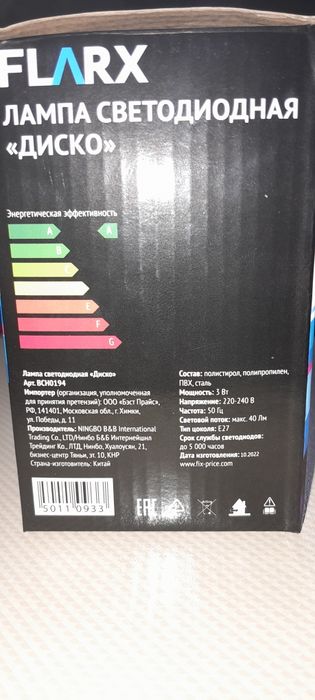 FLARX
ЛАМПА СВЕТОДИОДНАЯ
«ДИСКО»
Энергетическая эффективность
A A
B
C
E
F
G
Лампа светодиодная «Диско»
Арт. BCH0194
Импортер (организация, уполномоченная
для принятия претензий): ООО «Бэст Прайс»,
РФ, 141401, Московская обл., г. Химки,
ул. Победы, д. 11
Производитель: NINGBO B&B International
Trading Co., LTD/Нинбо Б&Б Интернейшнл
Трейдинг Ко., ЛТД, Нинбо, Хуалоусян, 21,
бизнес-центр Тяньи, эт. 10, КНР
Страна-изготовитель: Китай
Состав: полистирол, полипропилен,
ПВХ, сталь
Мощность: 3 Вт
Напряжение: 220-240 В
Частота: 50 Гц
Световой поток: макс. 40 Лм
Тип цоколя: E27
Срок службы светодиодов:
до 5 000 часов
Дата изготовления: 10.2022
www.fix-price.com
50110933
EAC